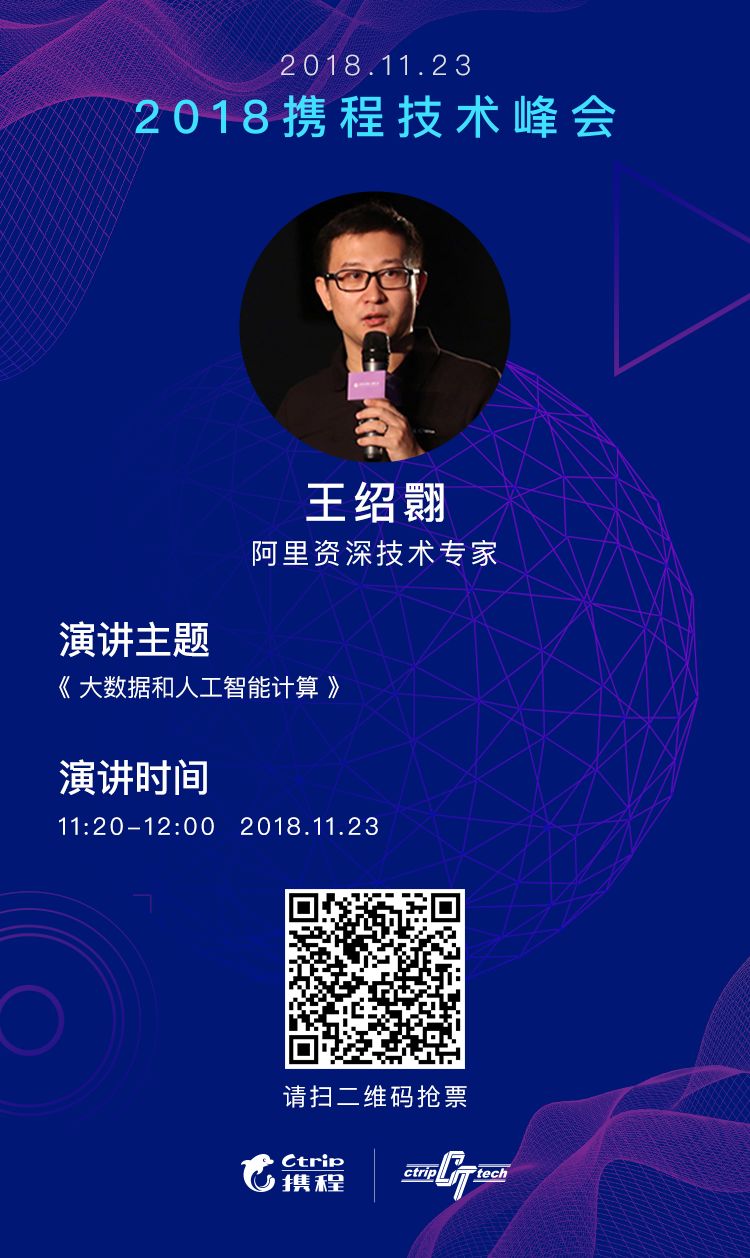 2018.11.23
2018携程技术峰会
王绍翾
阿里资深技术专家
演讲主题
《 大数据和人工智能计算 》
演讲时间
11:20-12:00 2018.11.23
请扫二维码抢票
Ctrip
携程
ctrip tech